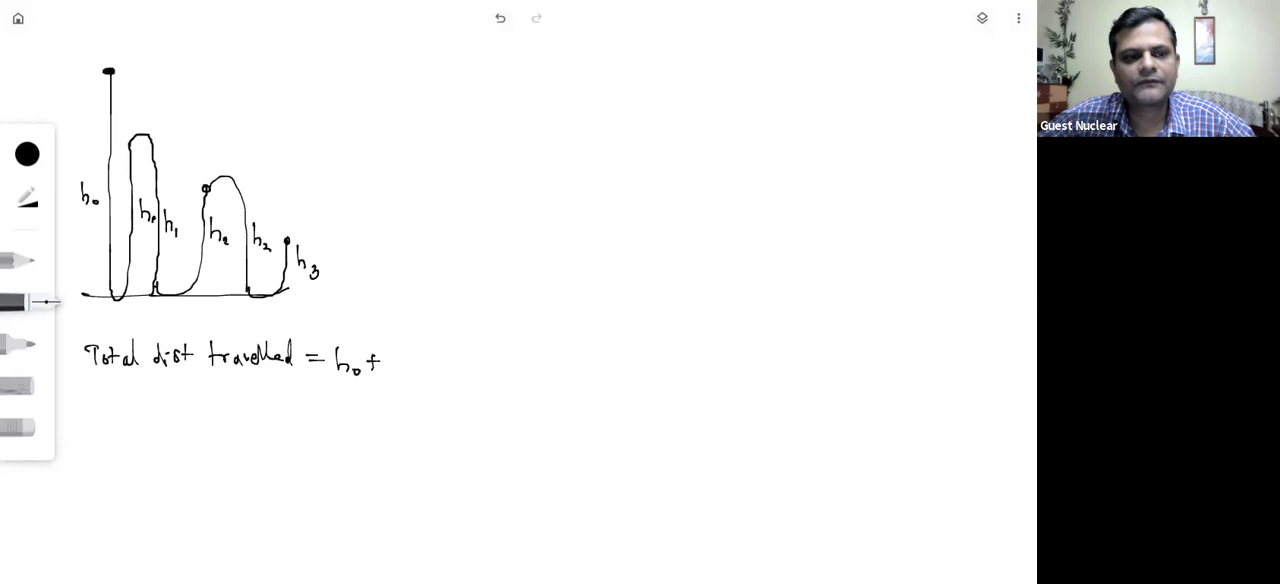 Guest Nuclear
h₀
h₁
h₁
h₂
h₂
h₃
Total dist travelled = h₀ +